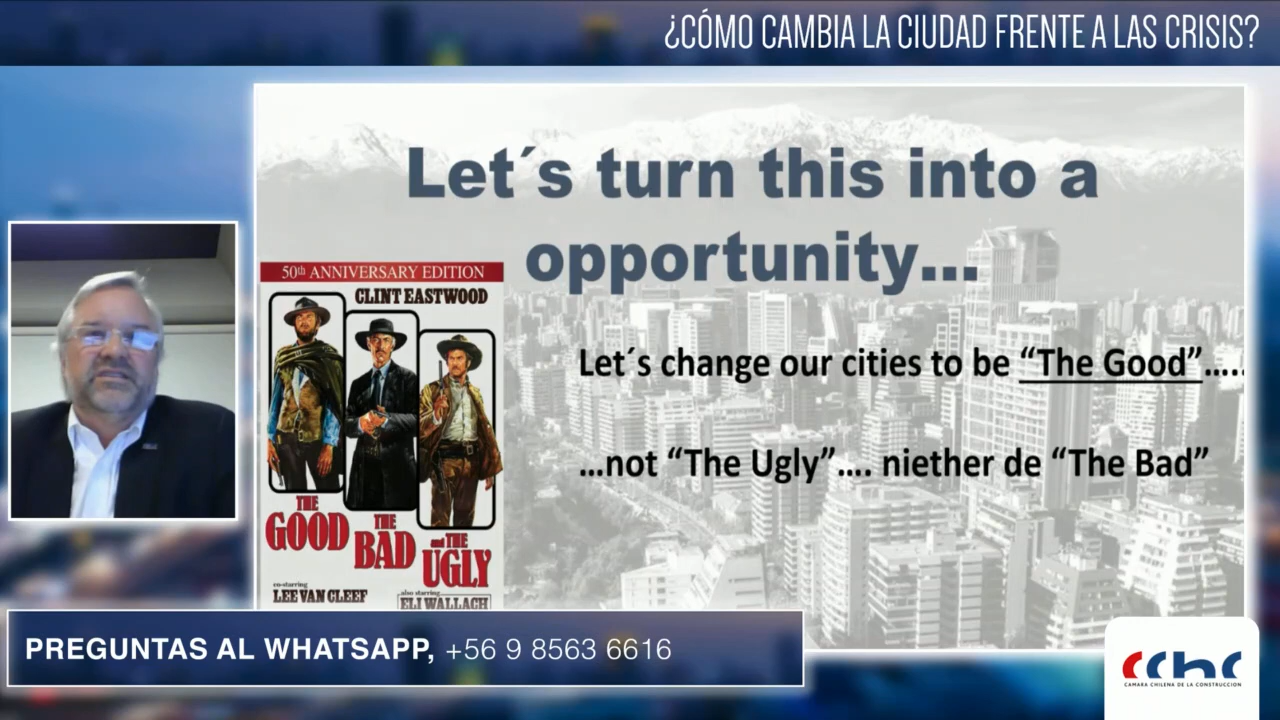 ¿CÓMO CAMBIA LA CIUDAD FRENTE A LAS CRISIS?
Let´s turn this into a
opportunity...
50th ANNIVERSARY EDITION
CLINT EASTWOOD
THE
GOOD
THE
BAD
and THE
UGLY
co-starring
LEE VAN CLEEF
also starring
ELI WALLACH
Let´s change our cities to be “The Good”.....
...not “The Ugly”.... niether de “The Bad”
PREGUNTAS AL WHATSAPP, +56 9 8563 6616
cchc
CAMARA CHILENA DE LA CONSTRUCCION